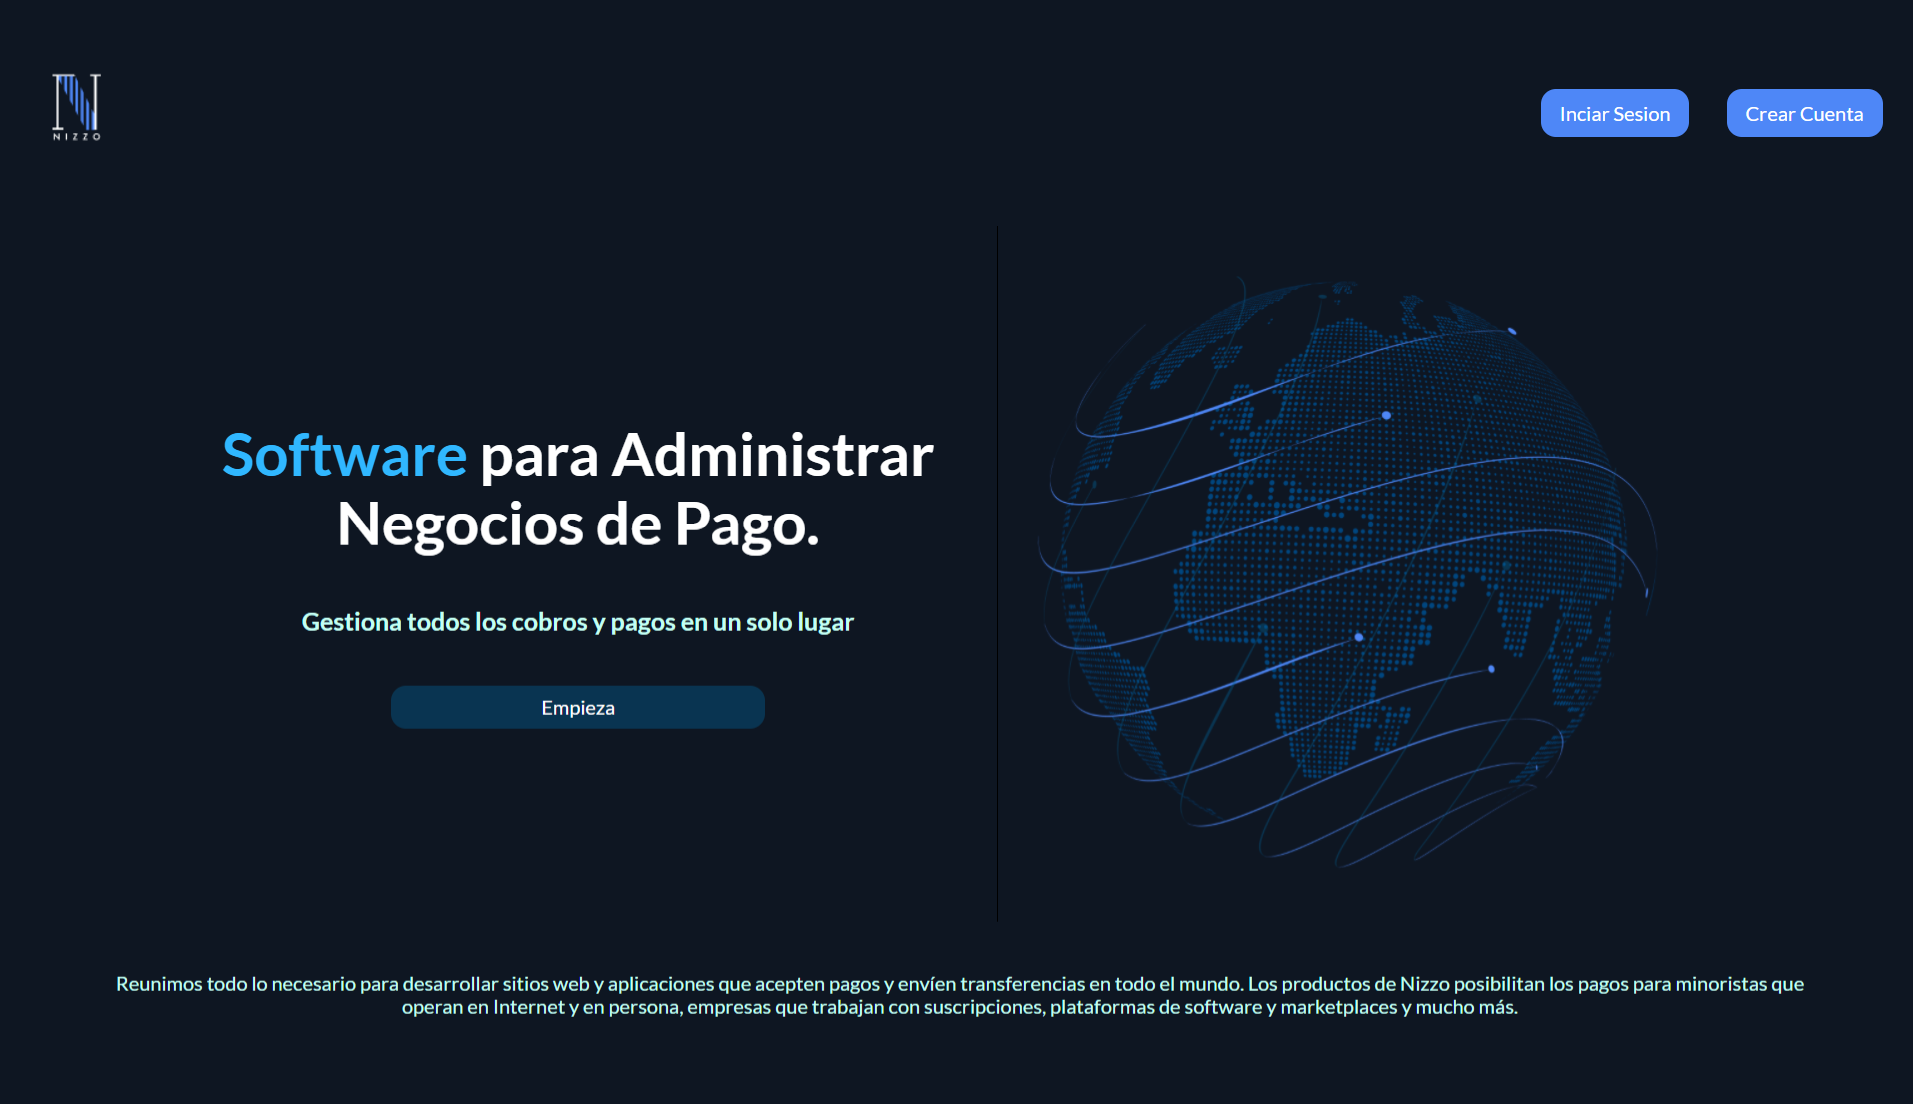 NIZZO
Inciar Sesion
Crear Cuenta
Software para Administrar
Negocios de Pago.
Gestiona todos los cobros y pagos en un solo lugar
Empieza
Reunimos todo lo necesario para desarrollar sitios web y aplicaciones que acepten pagos y envíen transferencias en todo el mundo. Los productos de Nizzo posibilitan los pagos para minoristas que
operan en Internet y en persona, empresas que trabajan con suscripciones, plataformas de software y marketplaces y mucho más.